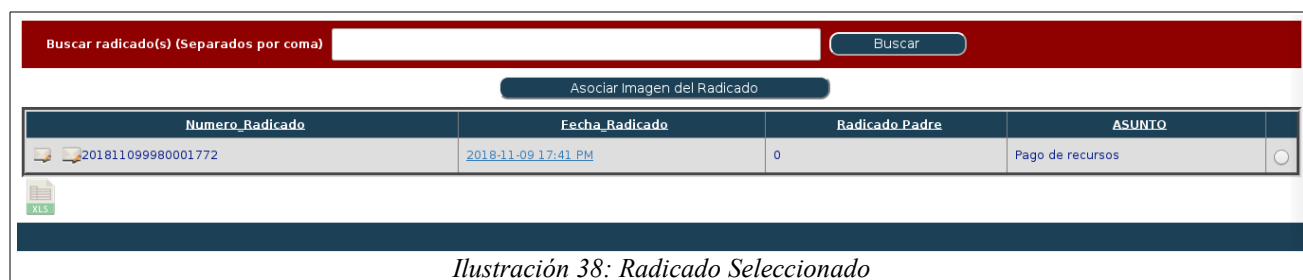 Buscar radicado(s) (Separados por coma) Buscar
Asociar Imagen del Radicado
Numero_Radicado Fecha_Radicado Radicado Padre ASUNTO
201811099980001772 2018-11-09 17:41 PM 0 Pago de recursos
XLS
Ilustración 38: Radicado Seleccionado